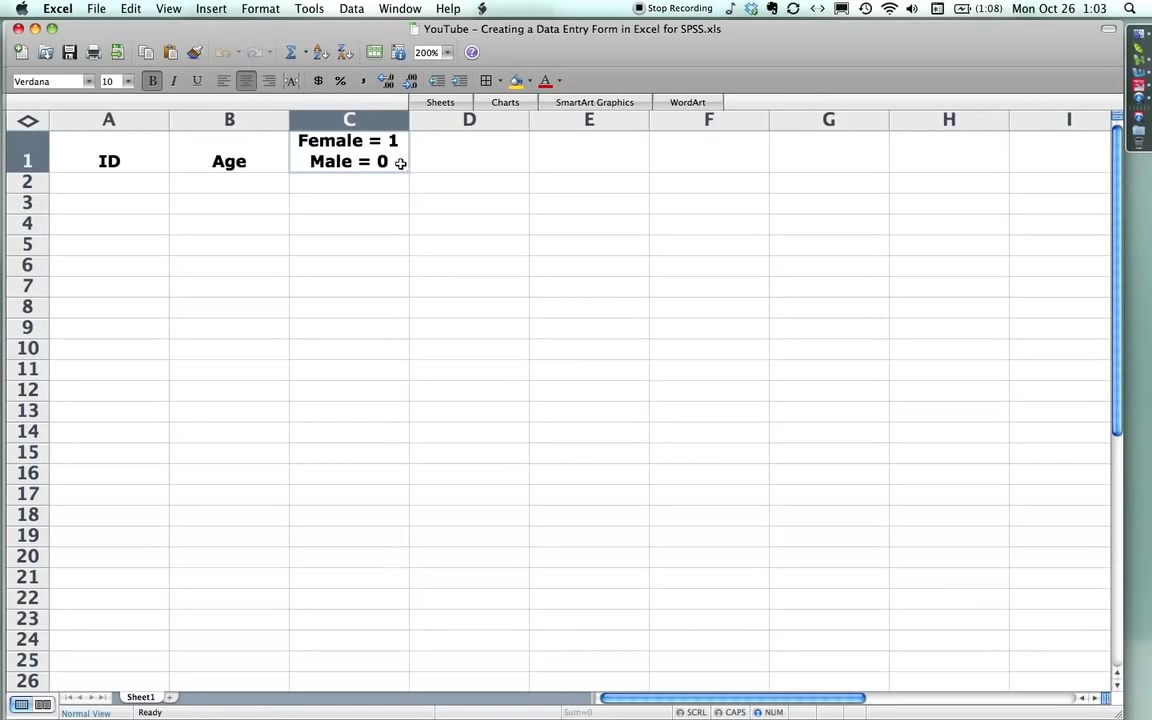 Excel File Edit View Insert Format Tools Data Window Help Stop Recording (1:08) Mon Oct 26 1:03
YouTube - Creating a Data Entry Form in Excel for SPSS.xls
200%
Verdana 10 B I U $ %
Sheets Charts SmartArt Graphics WordArt
A B C D E F G H I
Female = 1
1 ID Age Male = 0
2
3
4
5
6
7
8
9
10
11
12
13
14
15
16
17
18
19
20
21
22
23
24
25
26
Sheet1
Normal View Ready Sum=0 SCRL CAPS NUM